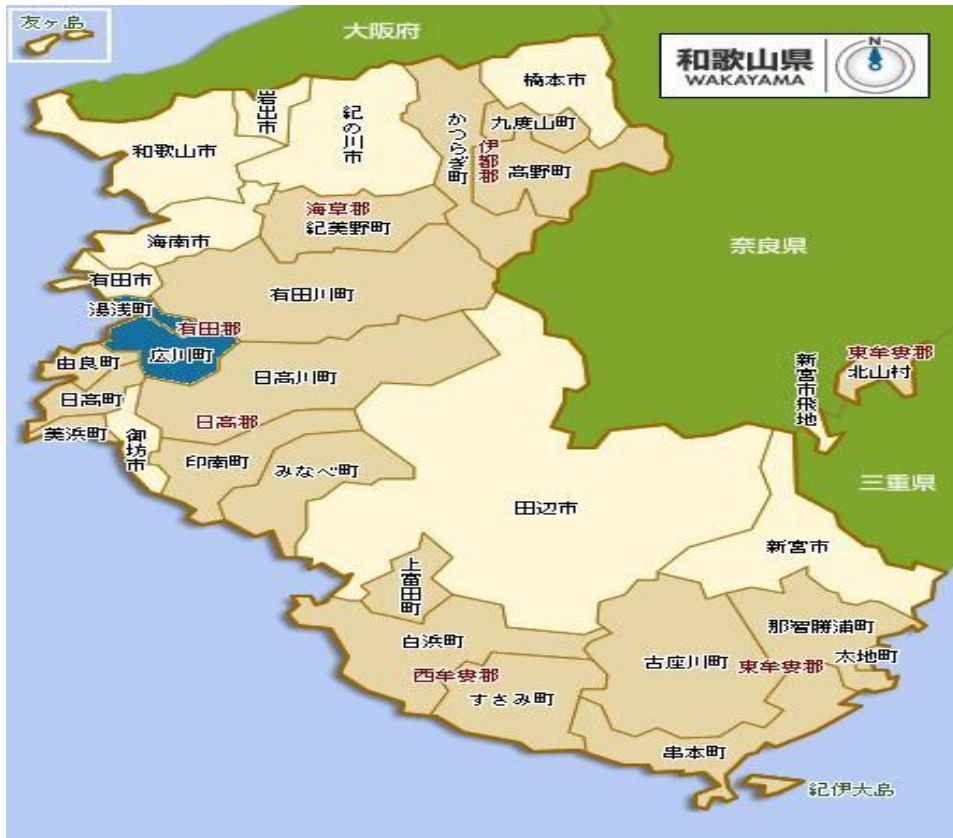 友ヶ島
大阪府
和歌山県
WAKAYAMA
N
橋本市
岩出市
紀の川市
かつらぎ町
九度山町
伊都郡
高野町
和歌山市
海草郡
紀美野町
海南市
奈良県
有田市
有田川町
湯浅町
有田郡
広川町
由良町
日高川町
新宮市飛地
東牟婁郡
北山村
日高町
日高郡
美浜町
御坊市
印南町
みなべ町
三重県
田辺市
新宮市
上富田町
那智勝浦町
白浜町
古座川町
太地町
西牟婁郡
東牟婁郡
すさみ町
串本町
紀伊大島